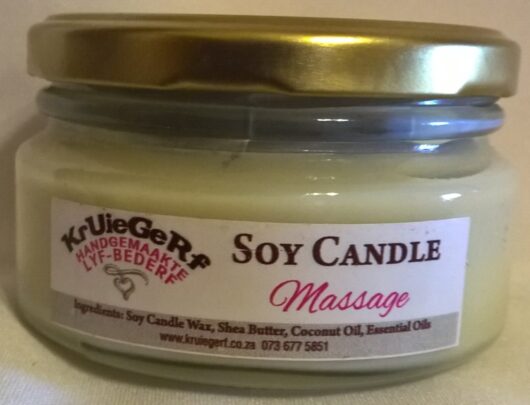 KrUieGeRf
HANDGEMAAKTE
LYF-BEDERF
SOY CANDLE
Massage
Ingredients: Soy Candle Wax, Shea Butter, Coconut Oil, Essential Oils
www.kruiegerf.co.za 073 677 5851